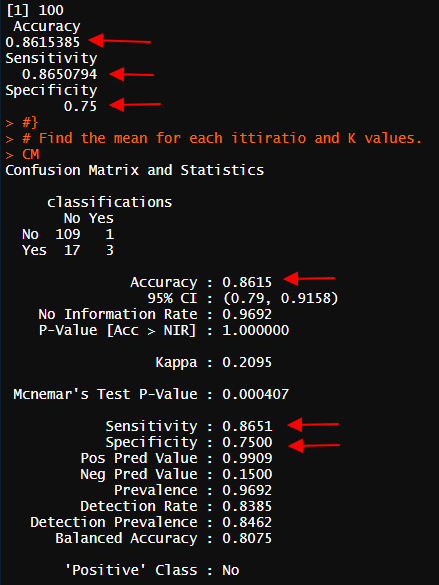 [1] 100
Accuracy
0.8615385
Sensitivity
0.8650794
Specificity
0.75
> #}
> # Find the mean for each ittiratio and K values.
> CM
Confusion Matrix and Statistics
classifications
No Yes
No 109 1
Yes 17 3
Accuracy : 0.8615
95% CI : (0.79, 0.9158)
No Information Rate : 0.9692
P-Value [Acc > NIR] : 1.000000
Kappa : 0.2095
Mcnemar's Test P-Value : 0.000407
Sensitivity : 0.8651
Specificity : 0.7500
Pos Pred Value : 0.9909
Neg Pred Value : 0.1500
Prevalence : 0.9692
Detection Rate : 0.8385
Detection Prevalence : 0.8462
Balanced Accuracy : 0.8075
'Positive' Class : No